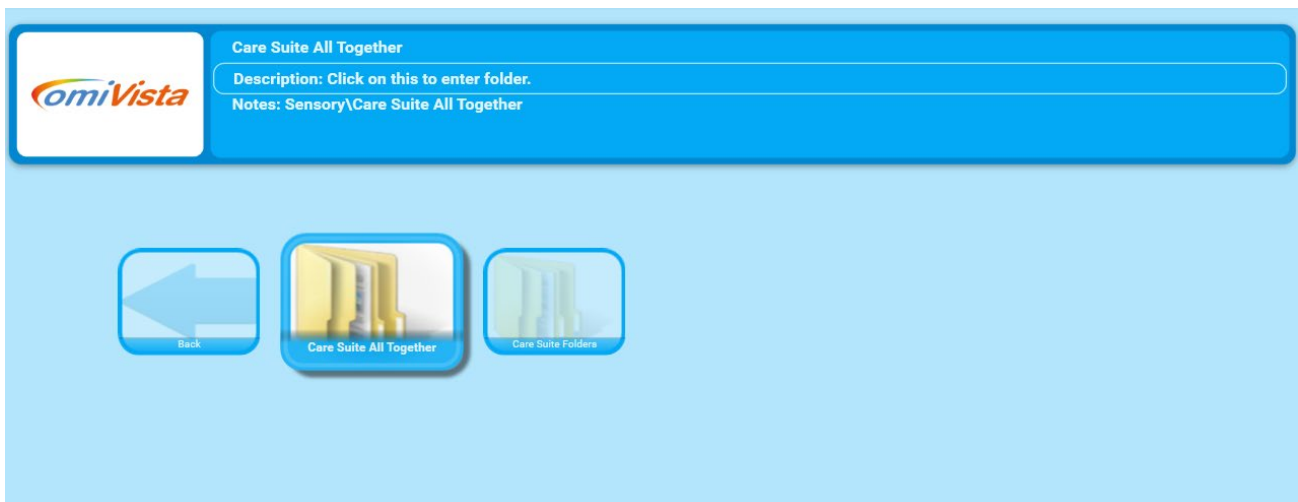 Care Suite All Together
omiVista
Description: Click on this to enter folder.
Notes: Sensory\Care Suite All Together
Back
Care Suite All Together
Care Suite Folders